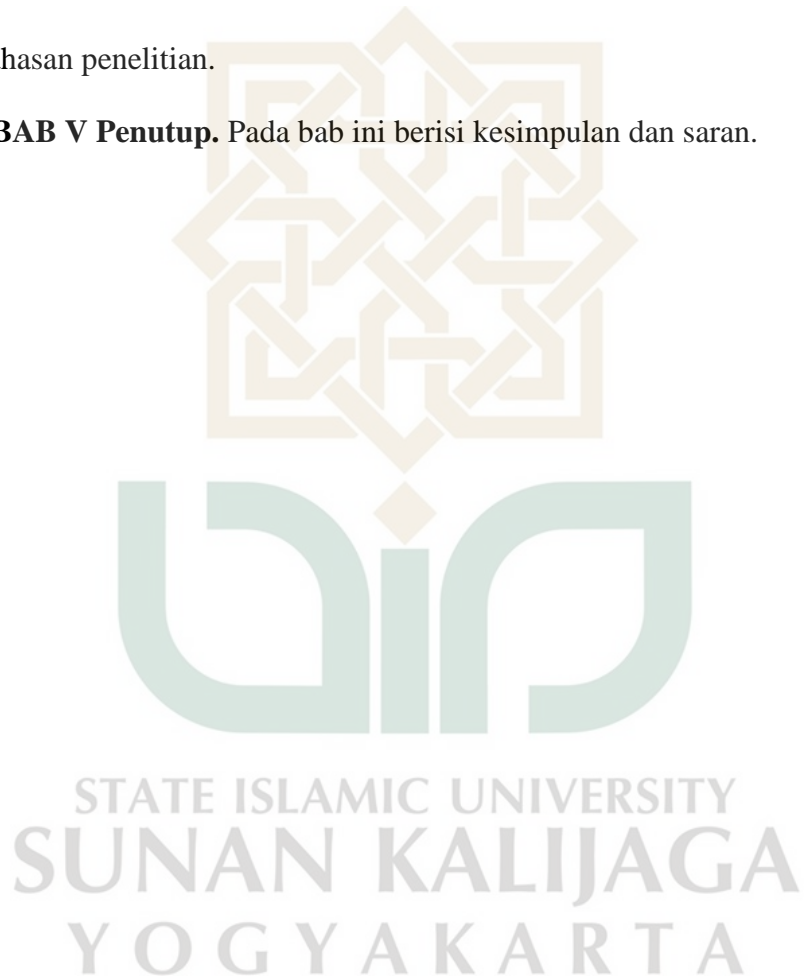 hasan penelitian.
BAB V Penutup. Pada bab ini berisi kesimpulan dan saran.
STATE ISLAMIC UNIVERSITY
SUNAN KALIJAGA
YOGYAKARTA